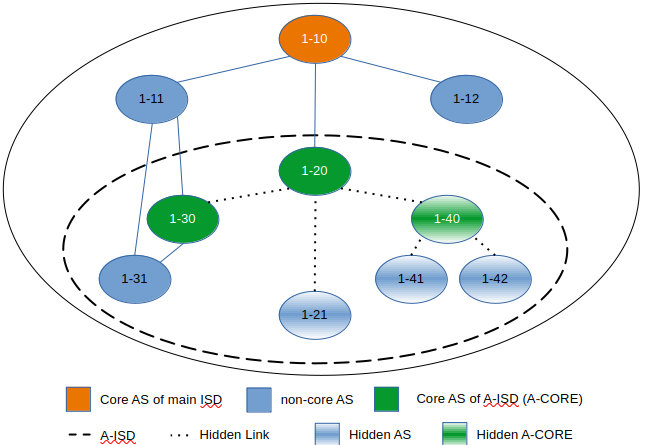 1-10
1-11
1-12
1-20
1-30
1-40
1-31
1-41
1-42
1-21
Core AS of main ISD
non-core AS
Core AS of A-ISD (A-CORE)
A-ISD
Hidden Link
Hidden AS
Hidden A-CORE